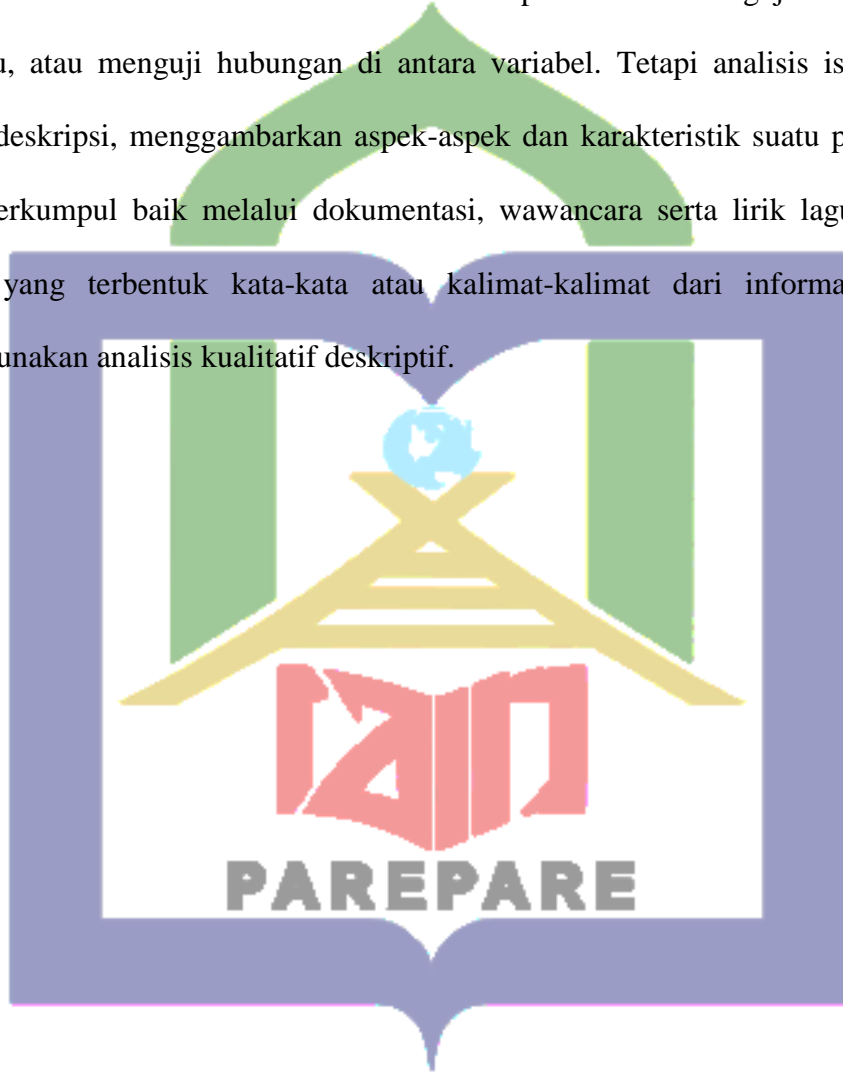 u, atau menguji hubungan di antara variabel. Tetapi analisis is
deskripsi, menggambarkan aspek-aspek dan karakteristik suatu p
erkumpul baik melalui dokumentasi, wawancara serta lirik lagu
yang terbentuk kata-kata atau kalimat-kalimat dari informa
unakan analisis kualitatif deskriptif.
iain
PAREPARE